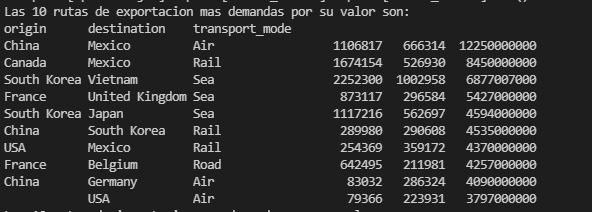 Las 10 rutas de exportacion mas demandas por su valor son:
origin destination transport_mode
China Mexico Air 1106817 666314 12250000000
Canada Mexico Rail 1674154 526930 8450000000
South Korea Vietnam Sea 2252300 1002958 6877007000
France United Kingdom Sea 873117 296584 5427000000
South Korea Japan Sea 1117216 562697 4594000000
China South Korea Rail 289980 290608 4535000000
USA Mexico Rail 254369 359172 4370000000
France Belgium Road 642495 211981 4257000000
China Germany Air 83032 286324 4090000000
USA Air 79366 223931 3797000000